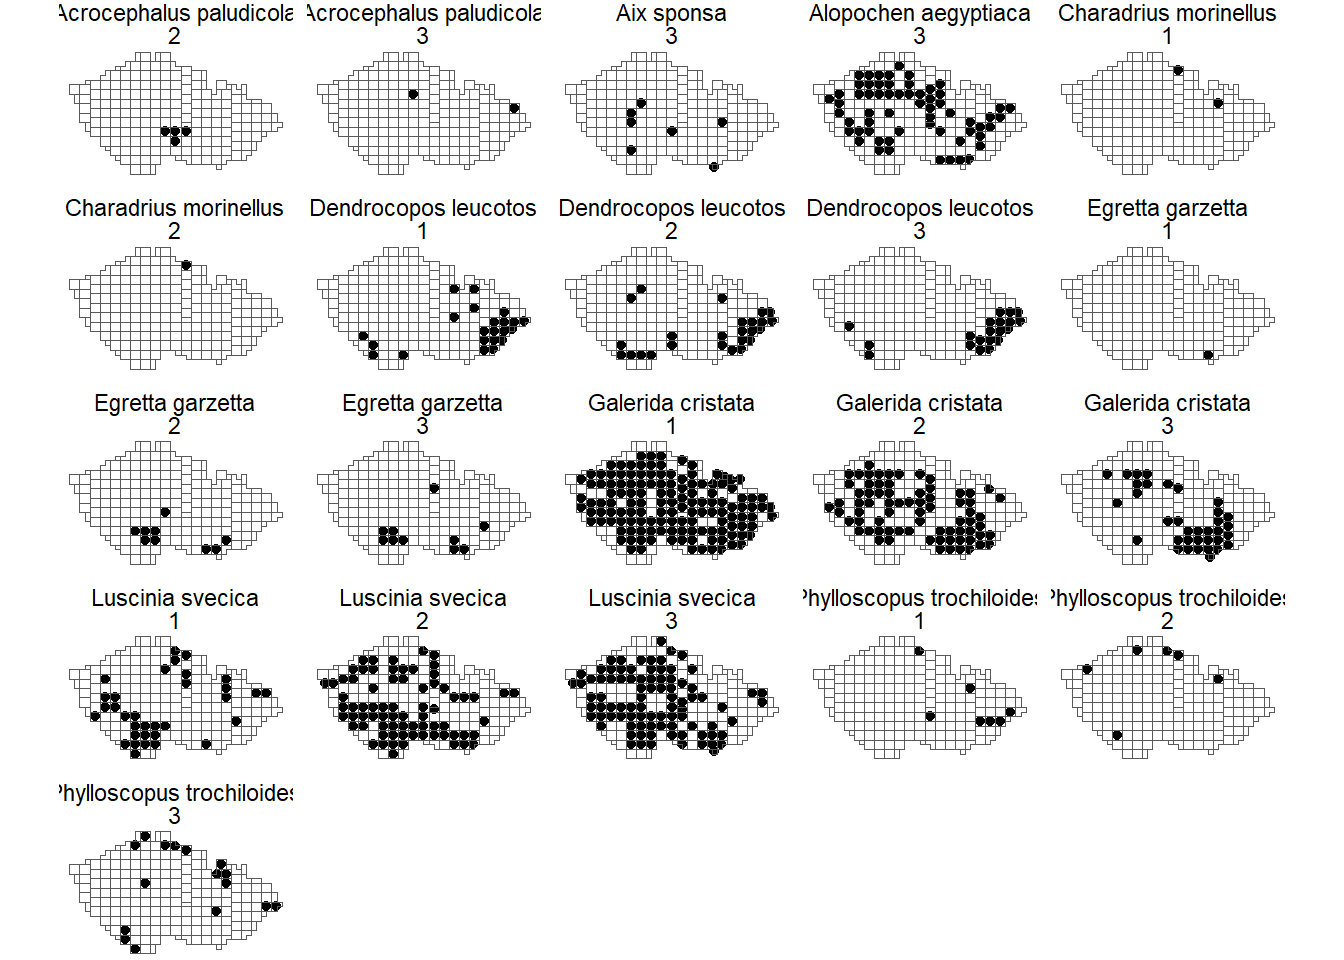 Acrocephalus paludicola
2
Acrocephalus paludicola
3
Aix sponsa
3
Alopochen aegyptiaca
3
Charadrius morinellus
1
Charadrius morinellus
2
Dendrocopos leucotos
1
Dendrocopos leucotos
2
Dendrocopos leucotos
3
Egretta garzetta
1
Egretta garzetta
2
Egretta garzetta
3
Galerida cristata
1
Galerida cristata
2
Galerida cristata
3
Luscinia svecica
1
Luscinia svecica
2
Luscinia svecica
3
Phylloscopus trochiloides
1
Phylloscopus trochiloides
2
Phylloscopus trochiloides
3